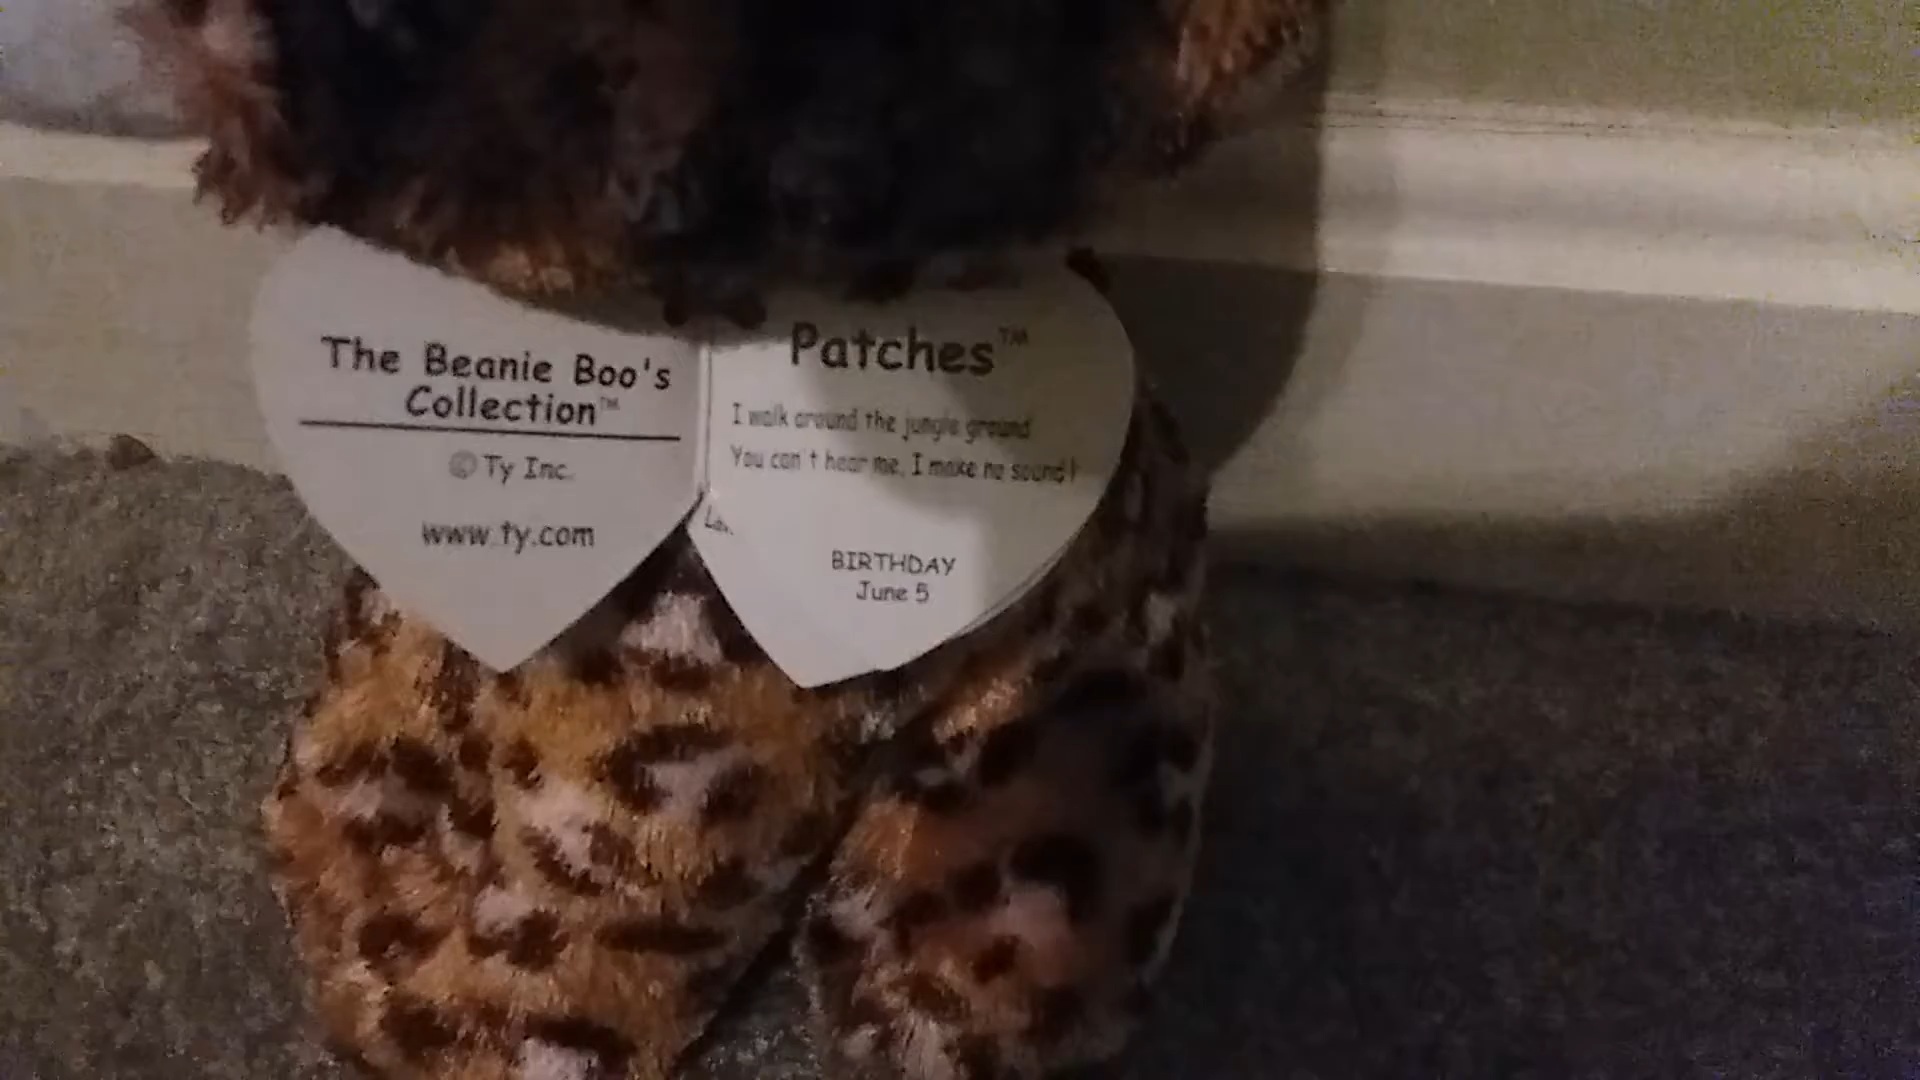 The Beanie Boo's
Collection™
© Ty Inc.
www.ty.com
Patches™
I walk around the jungle ground
You can't hear me, I make no sound!
BIRTHDAY
June 5